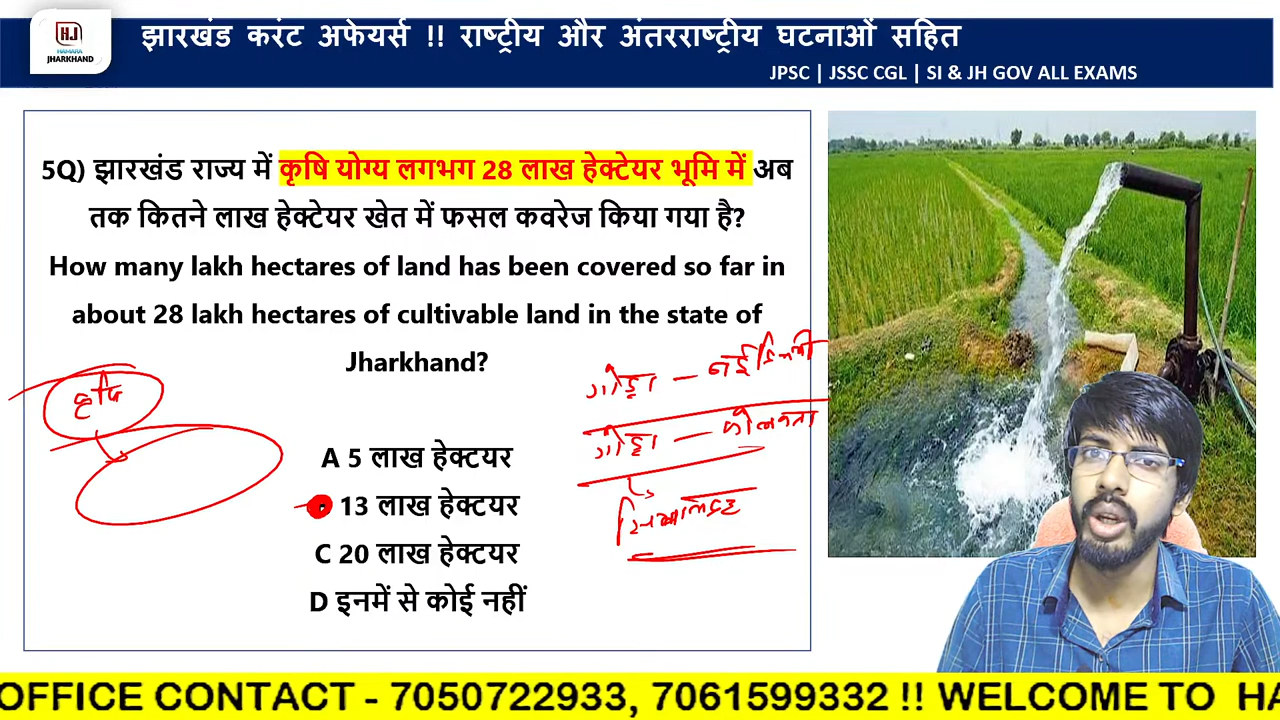 HJ
HAMARA
JHARKHAND
झारखंड करंट अफेयर्स !! राष्ट्रीय और अंतरराष्ट्रीय घटनाओं सहित
JPSC | JSSC CGL | SI & JH GOV ALL EXAMS
5Q) झारखंड राज्य में कृषि योग्य लगभग 28 लाख हेक्टेयर भूमि में अब
तक कितने लाख हेक्टेयर खेत में फसल कवरेज किया गया है?
How many lakh hectares of land has been covered so far in
about 28 lakh hectares of cultivable land in the state of
Jharkhand?
A 5 लाख हेक्टयर
13 लाख हेक्टयर
C 20 लाख हेक्टयर
D इनमें से कोई नहीं
कृषि
गोड्डा – नई दिल्ली
गोड्डा – कोलकता
OFFICE CONTACT - 7050722933, 7061599332 !! WELCOME TO HA